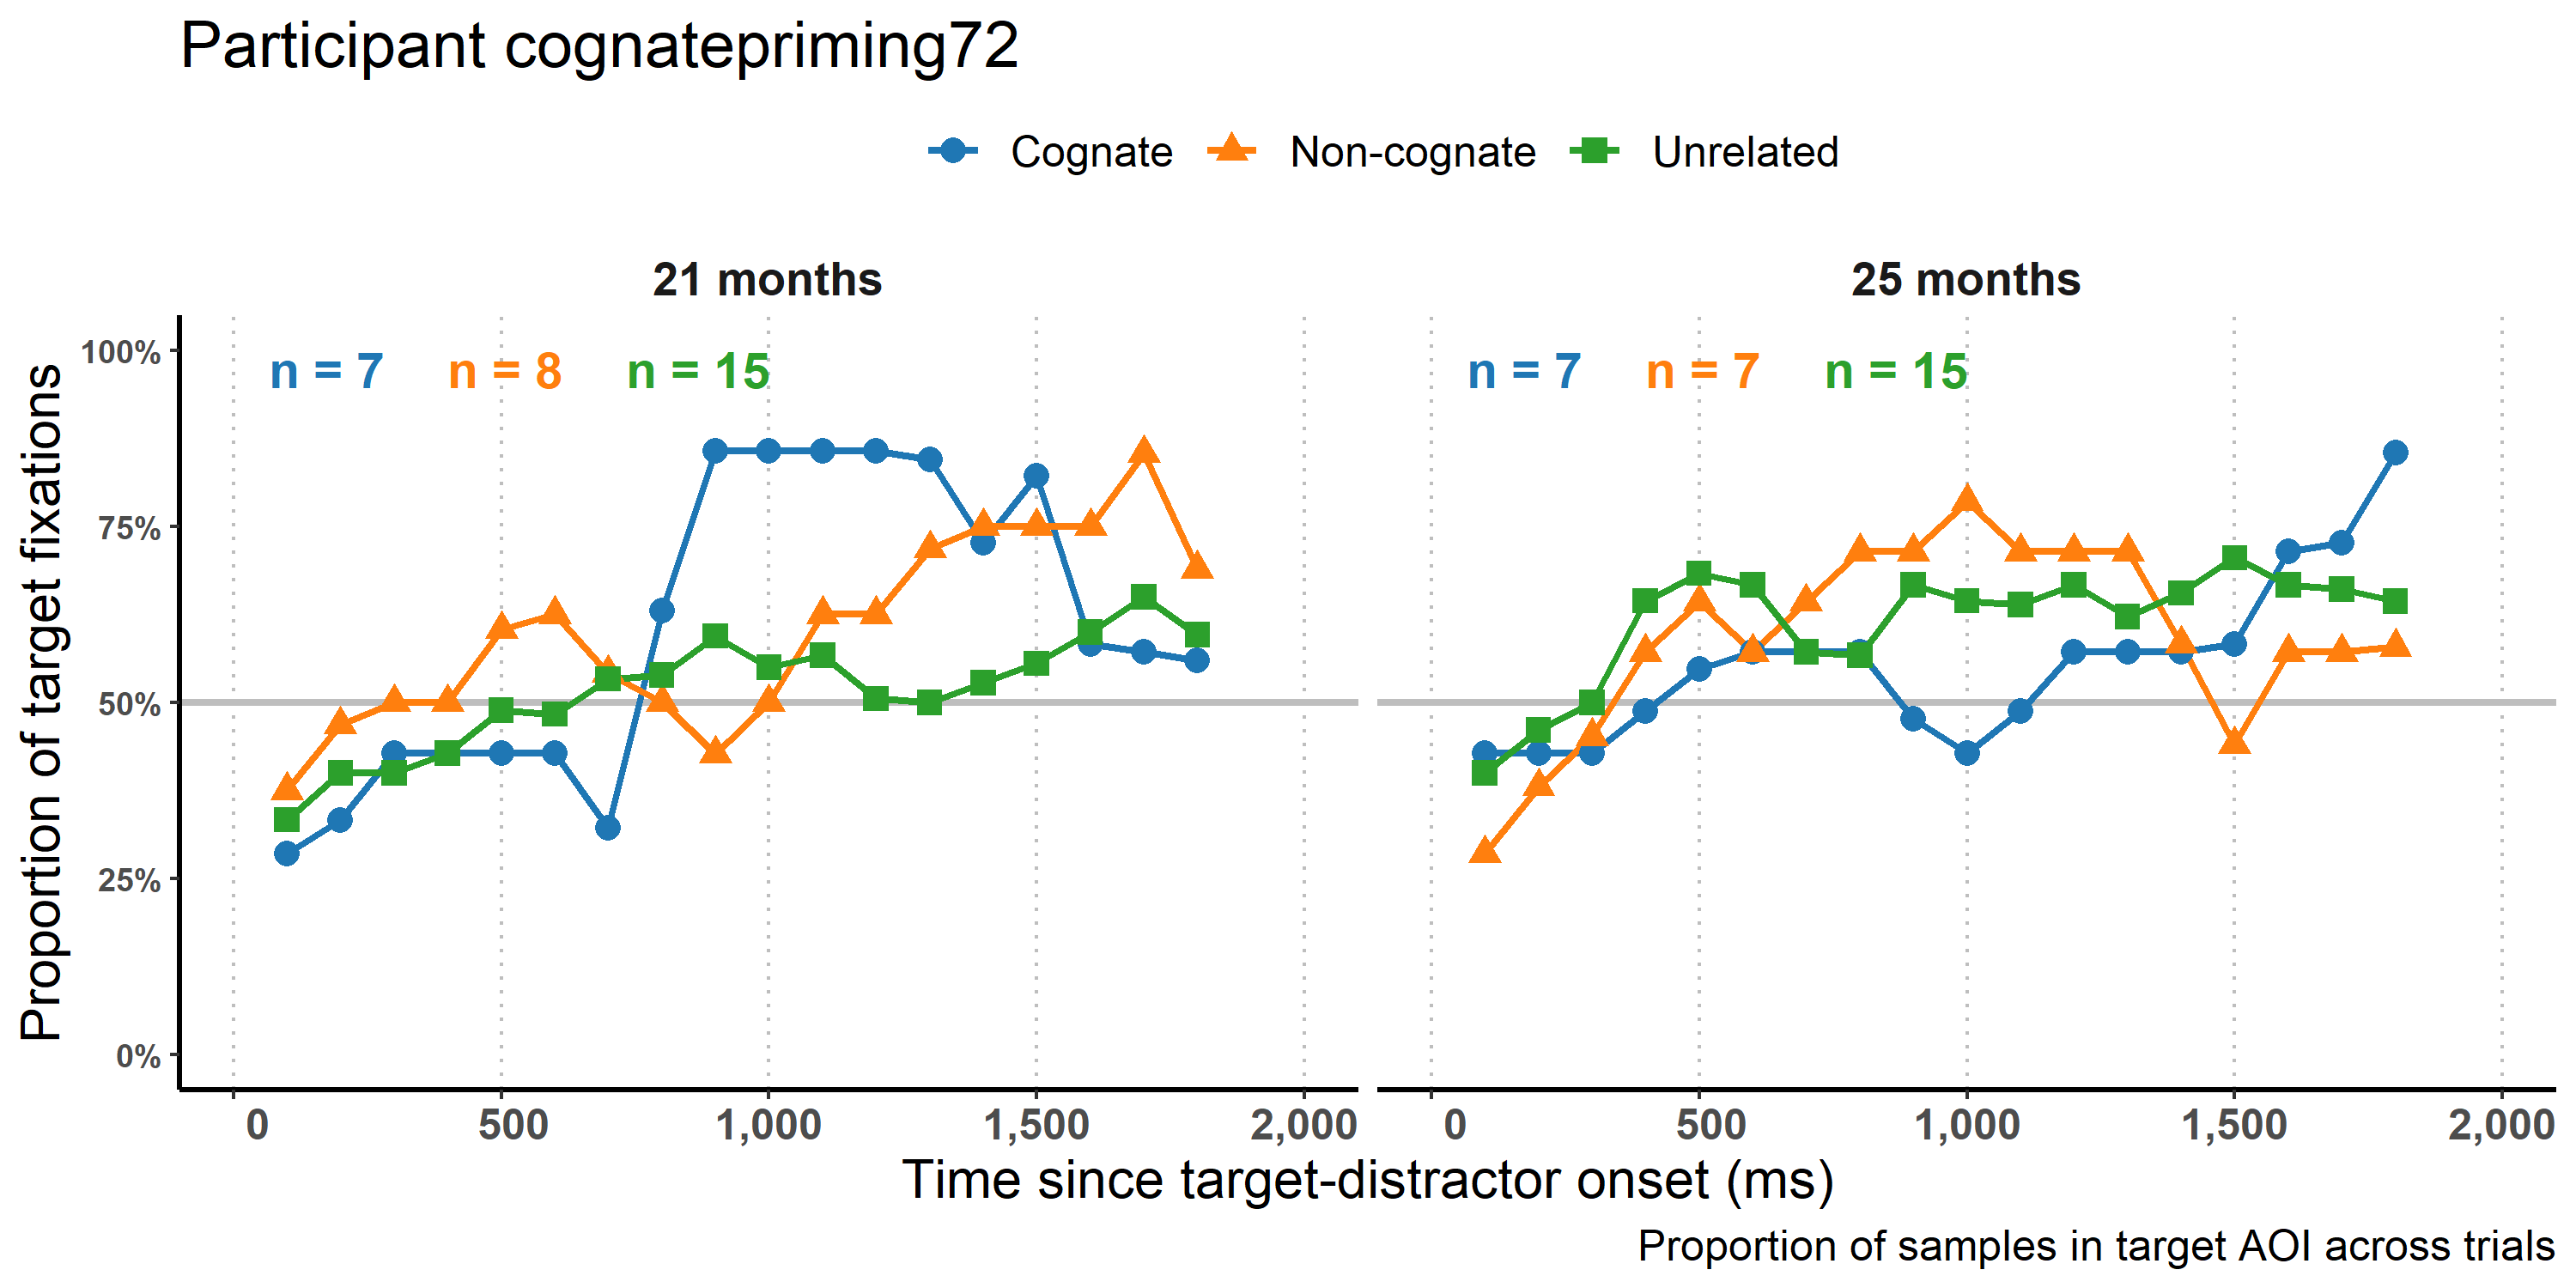 Participant cognatepriming72
Cognate Non-cognate Unrelated
21 months 25 months
n = 7 n = 8 n = 15 n = 7 n = 7 n = 15
Proportion of target fixations
100%
75%
50%
25%
0%
0 500 1,000 1,500 2,000 0 500 1,000 1,500 2,000
Time since target-distractor onset (ms)
Proportion of samples in target AOI across trials